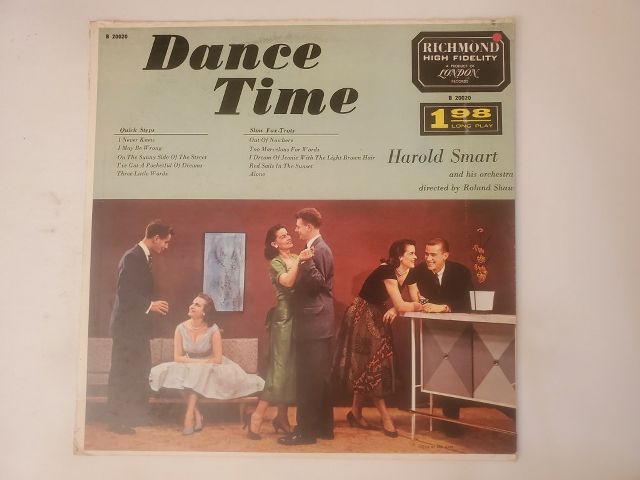 B 20020
Dance
Time
RICHMOND
HIGH FIDELITY
A PRODUCT OF
LONDON
RECORDS
B 20020
1 98
LONG PLAY
Quick Steps
I Never Knew
I May Be Wrong
On The Sunny Side Of The Street
I've Got A Pocketful Of Dreams
Three Little Words
Slow Fox-Trots
Out Of Nowhere
Too Marvelous For Words
I Dream Of Jeanie With The Light Brown Hair
Red Sails In The Sunset
Alone
Harold Smart
and his orchestra
directed by Roland Shaw